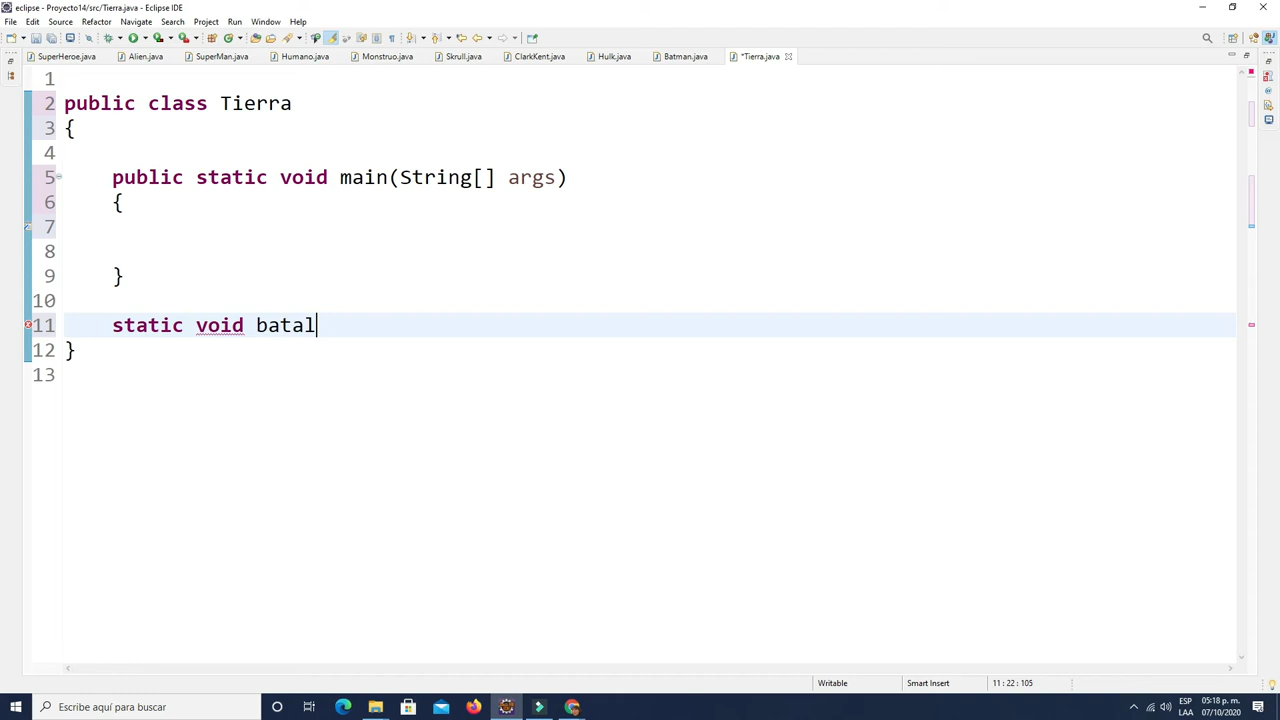 eclipse - Proyecto14/src/Tierra.java - Eclipse IDE
File Edit Source Refactor Navigate Search Project Run Window Help
SuperHeroe.java Alien.java SuperMan.java Humano.java Monstruo.java Skrull.java ClarkKent.java Hulk.java Batman.java *Tierra.java
1
2 public class Tierra
3 {
4
5 public static void main(String[] args)
6 {
7
8
9 }
10
11 static void batal
12 }
13
Writable Smart Insert 11 : 22 : 105
Escribe aquí para buscar
ESP 05:18 p. m.
LAA 07/10/2020